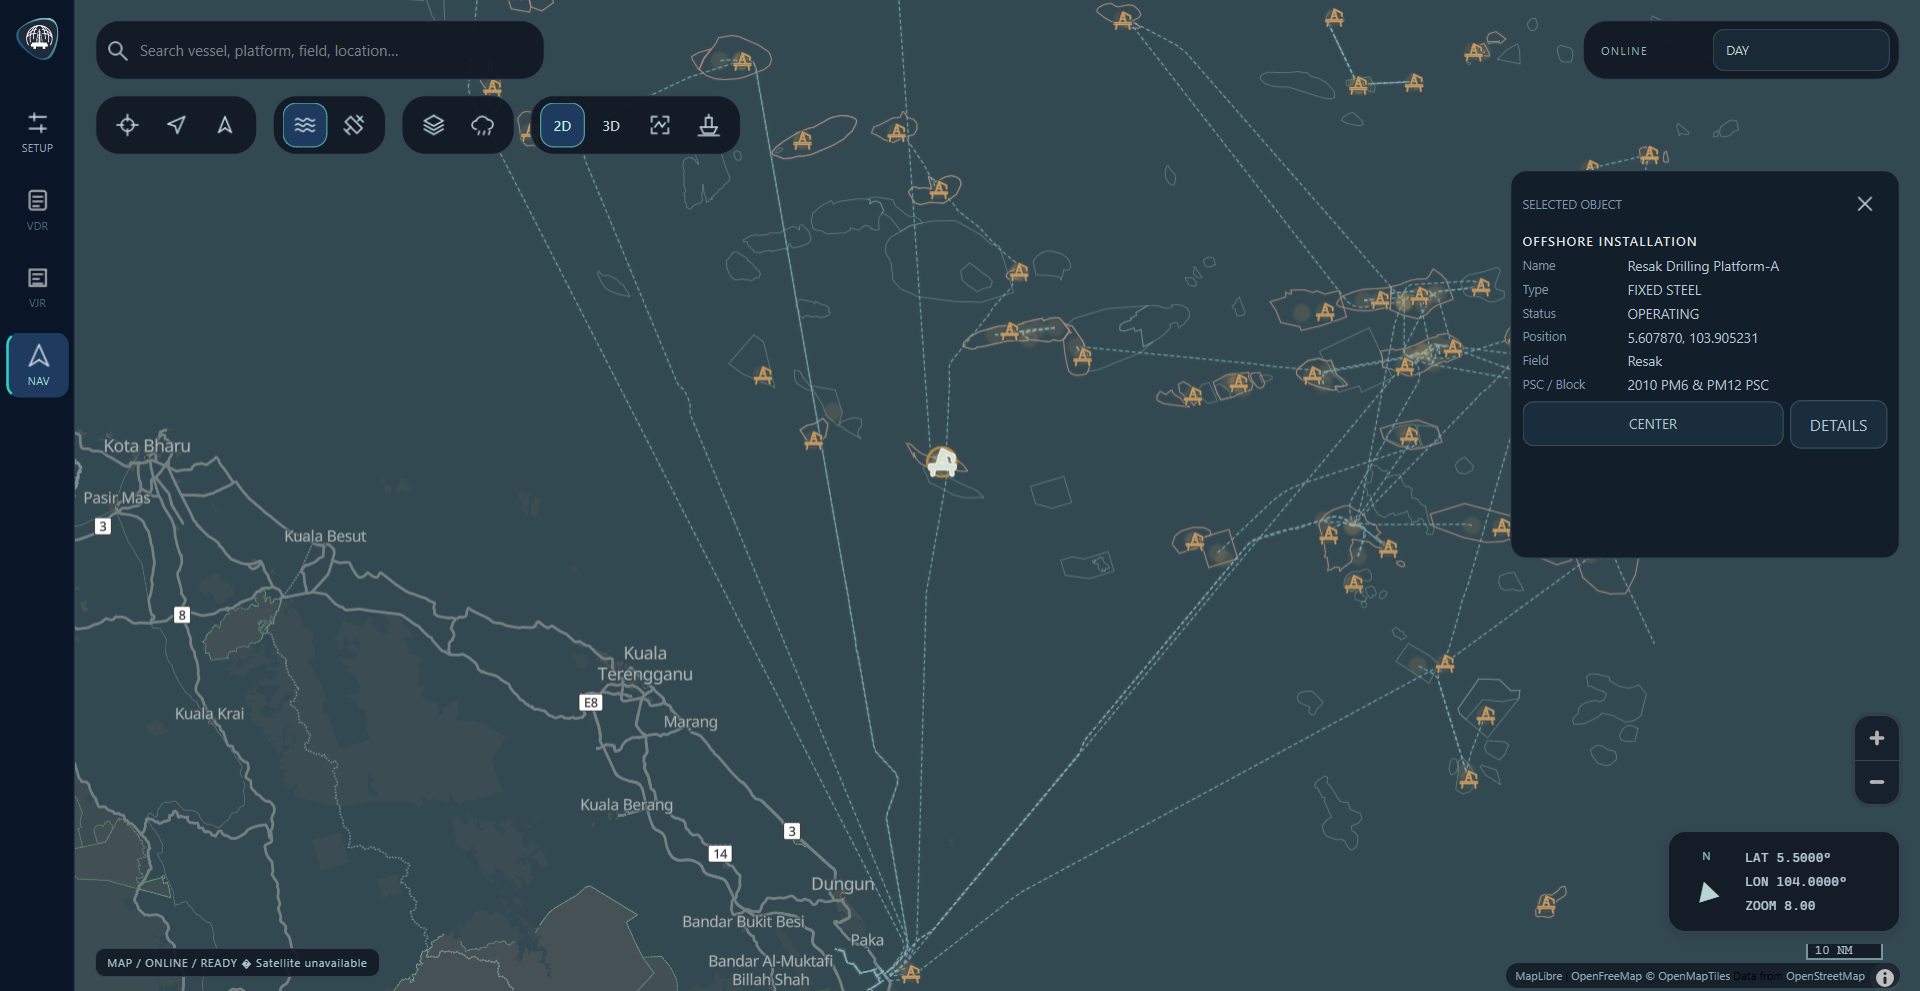 Search vessel, platform, field, location...
ONLINE
DAY
SETUP
VDR
VJR
NAV
2D
3D
SELECTED OBJECT
OFFSHORE INSTALLATION
Name Resak Drilling Platform-A
Type FIXED STEEL
Status OPERATING
Position 5.607870, 103.905231
Field Resak
PSC / Block 2010 PM6 & PM12 PSC
CENTER
DETAILS
Kota Bharu
Pasir Mas
3
Kuala Besut
8
Kuala
Terengganu
E8
Kuala Krai
Marang
Kuala Berang
3
14
Dungun
Bandar Bukit Besi
Paka
Bandar Al-Muktafi
Billah Shah
N
LAT 5.5000°
LON 104.0000°
ZOOM 8.00
10 NM
MAP / ONLINE / READY � Satellite unavailable
MapLibre OpenFreeMap © OpenMapTiles Data from OpenStreetMap